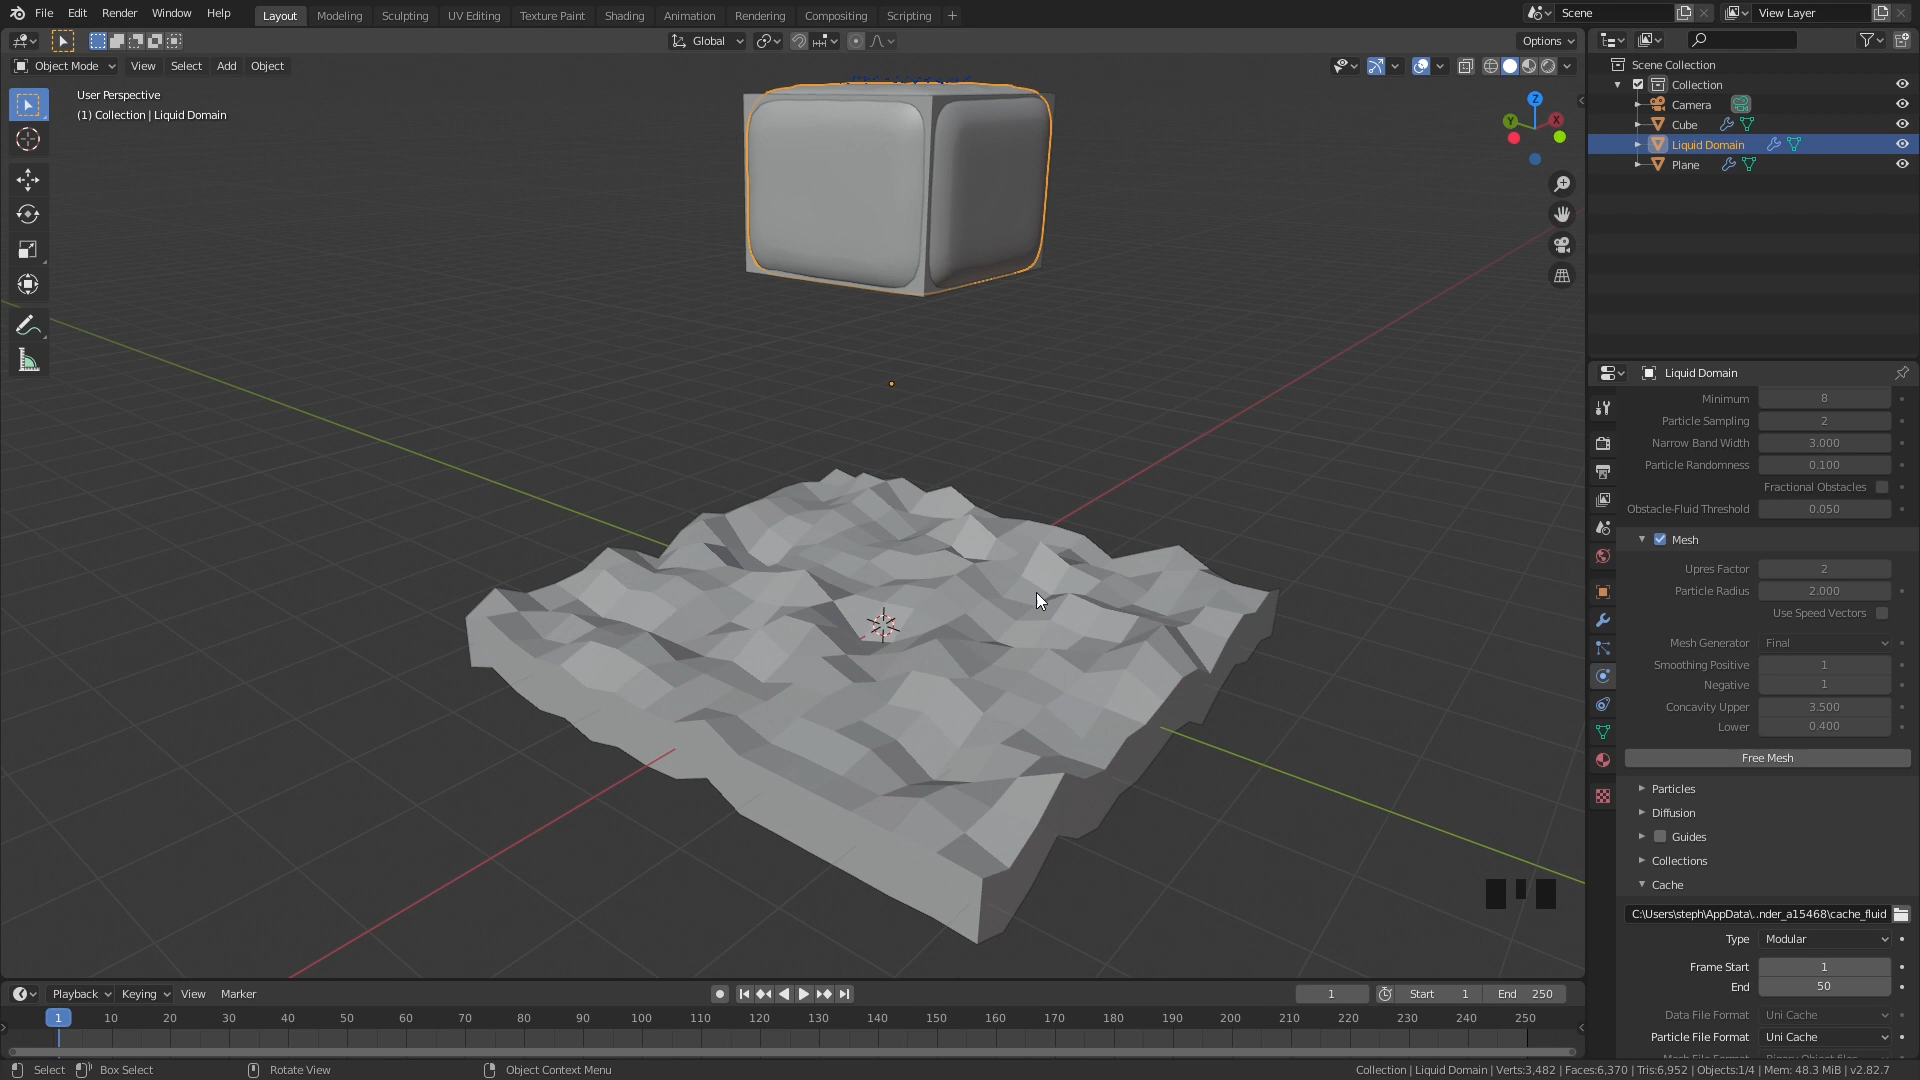 File Edit Render Window Help Layout Modeling Sculpting UV Editing Texture Paint Shading Animation Rendering Compositing Scripting + Scene View Layer
Global Options
Object Mode View Select Add Object
User Perspective
(1) Collection | Liquid Domain
Z
Y
X
Scene Collection
Collection
Camera
Cube
Liquid Domain
Plane
Liquid Domain
Minimum 8
Particle Sampling 2
Narrow Band Width 3.000
Particle Randomness 0.100
Fractional Obstacles
Obstacle-Fluid Threshold 0.050
Mesh
Upres Factor 2
Particle Radius 2.000
Use Speed Vectors
Mesh Generator Final
Smoothing Positive 1
Negative 1
Concavity Upper 3.500
Lower 0.400
Free Mesh
Particles
Diffusion
Guides
Collections
Cache
C:\Users\steph\AppData\..nder_a15468\cache_fluid
Type Modular
Frame Start 1
End 50
Data File Format Uni Cache
Particle File Format Uni Cache
Playback Keying View Marker 1 Start 1 End 250
1 10 20 30 40 50 60 70 80 90 100 110 120 130 140 150 160 170 180 190 200 210 220 230 240 250
Select Box Select Rotate View Object Context Menu Collection | Liquid Domain | Verts:3,482 | Faces:6,370 | Tris:6,952 | Objects:1/4 | Mem: 48.3 MiB | v2.82.7